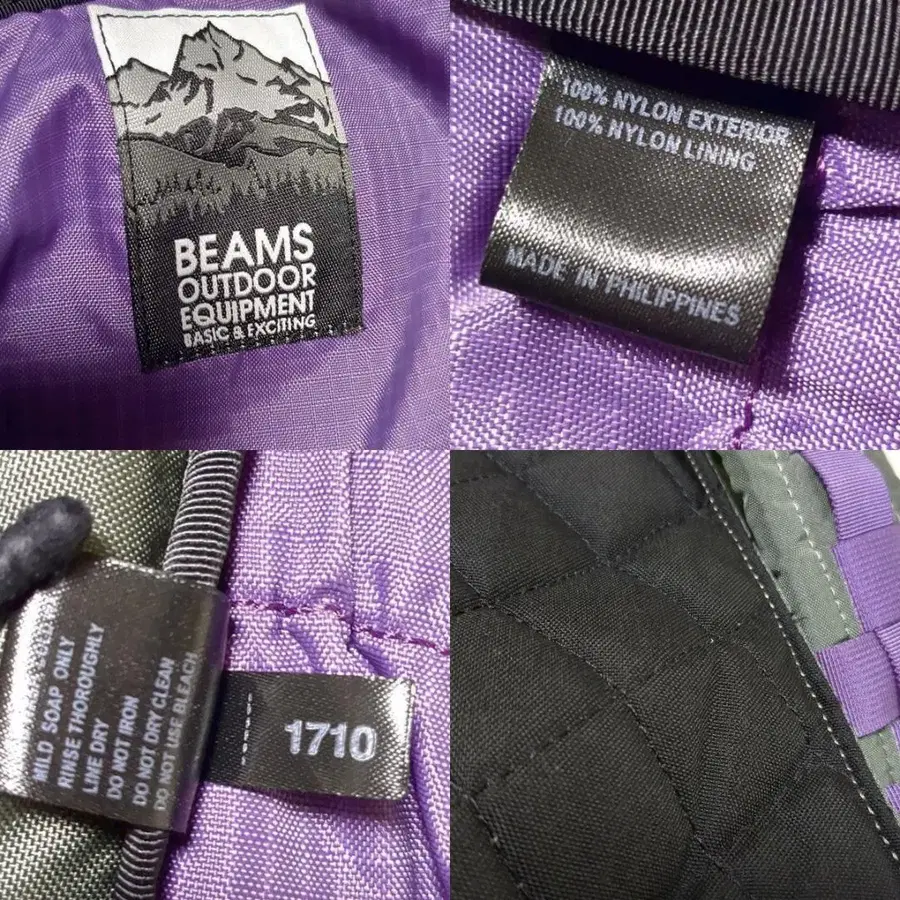 BEAMS
OUTDOOR
EQUIPMENT
BASIC & EXCITING
100% NYLON EXTERIOR
100% NYLON LINING
MADE IN PHILIPPINES
MILD SOAP ONLY
RINSE THOROUGHLY
LINE DRY
DO NOT IRON
DO NOT DRY CLEAN
DO NOT USE BLEACH
1710